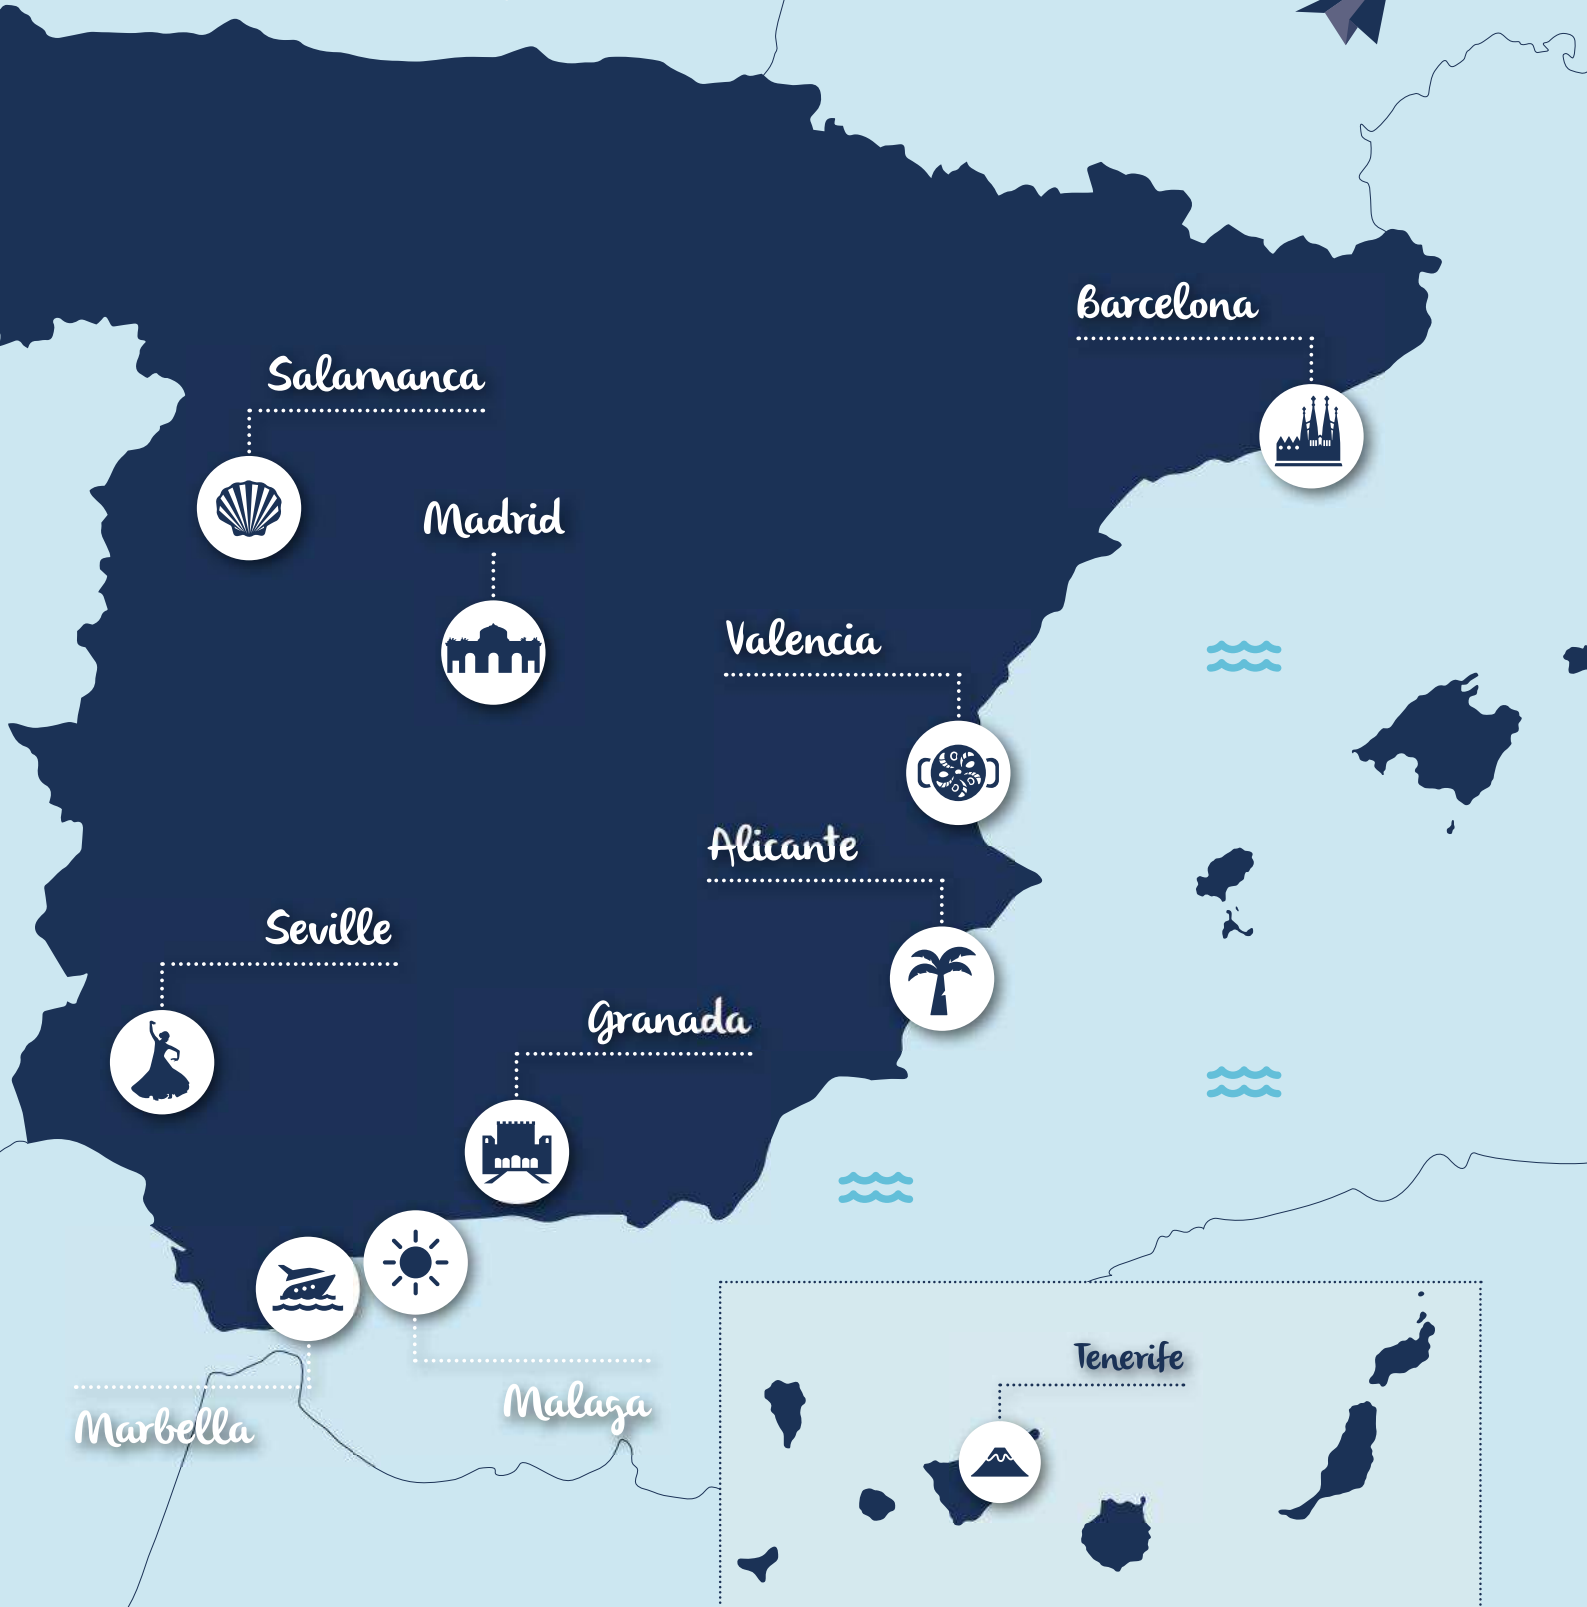 Barcelona
Salamanca
Madrid
Valencia
Alicante
Seville
Granada
Tenerife
Malaga
Marbella